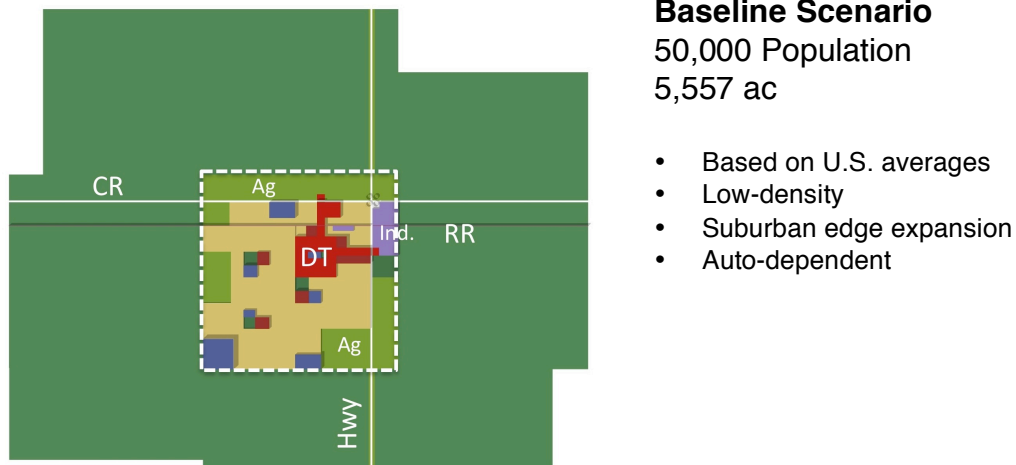 Baseline Scenario
50,000 Population
5,557 ac
• Based on U.S. averages
• Low-density
• Suburban edge expansion
• Auto-dependent
CR
Ag
Ind.
RR
DT
Ag
Hwy